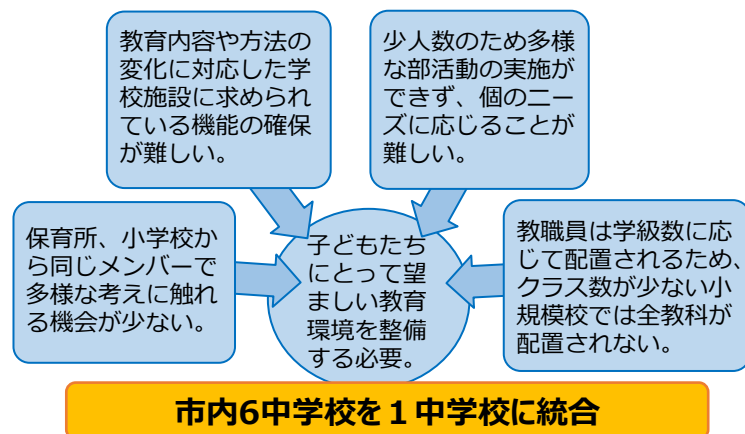 教育内容や方法の
変化に対応した学
校施設に求められ
ている機能の確保
が難しい。
少人数のため多様
な部活動の実施が
できず、個のニー
ズに応じることが
難しい。
保育所、小学校か
ら同じメンバーで
多様な考えに触れ
る機会が少ない。
子どもたち
にとって望
ましい教育
環境を整備
する必要。
教職員は学級数に応
じて配置されるため、
クラス数が少ない小
規模校では全教科が
配置されない。
市内6中学校を１中学校に統合